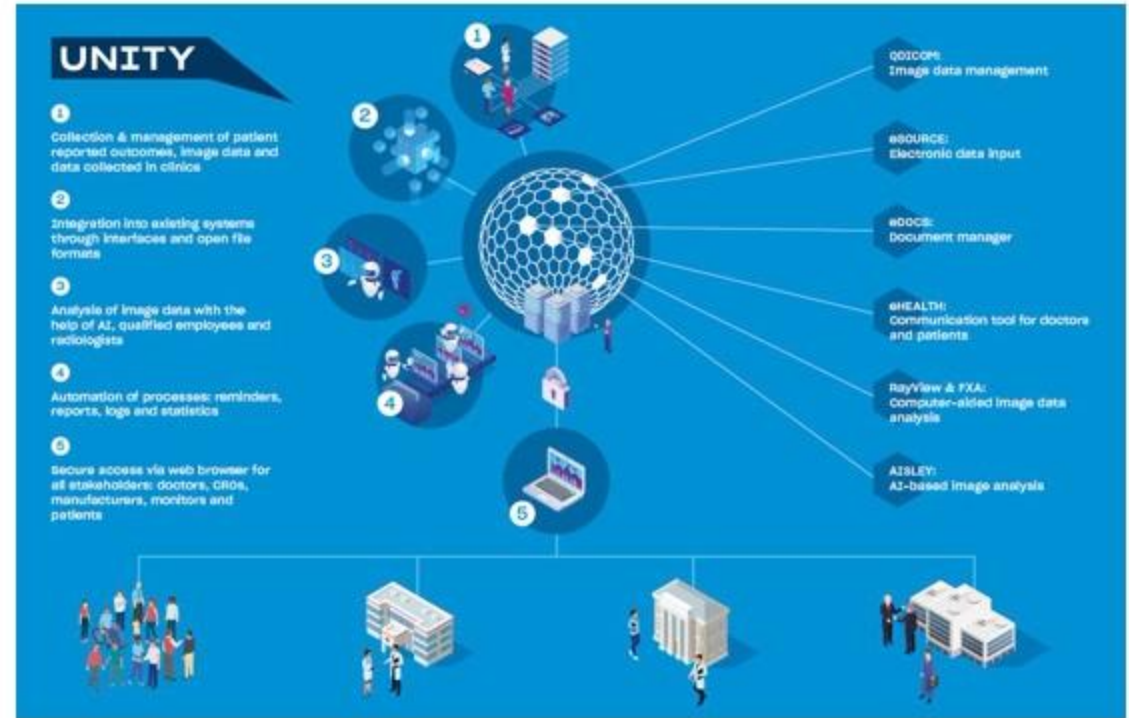 UNITY
1
Collection & management of patient
reported outcomes, image data and
data collected in clinics
2
Integration into existing systems
through interfaces and open file
formats
3
Analysis of image data with the
help of AI, qualified employees and
radiologists
4
Automation of processes: reminders,
reports, logs and statistics
5
Secure access via web browser for
all stakeholders: doctors, CROs,
manufacturers, monitors and
patients
1
2
3
4
5
QDICOM:
Image data management
eSOURCE:
Electronic data input
eDOCS:
Document manager
eHEALTH:
Communication tool for doctors
and patients
RayView & FXA:
Computer-aided image data
analysis
AISLEY:
AI-based image analysis